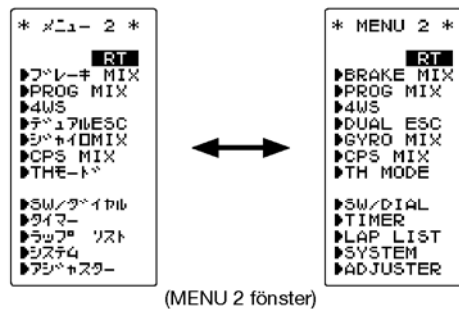 * メニュー 2 *
RT
▶ブレーキ MIX
▶PROG MIX
▶4WS
▶デュアルESC
▶ジャイロMIX
▶CPS MIX
▶THモード
▶SW/ダイヤル
▶タイマー
▶ラップ リスト
▶システム
▶アジャスター
* MENU 2 *
RT
▶BRAKE MIX
▶PROG MIX
▶4WS
▶DUAL ESC
▶GYRO MIX
▶CPS MIX
▶TH MODE
▶SW/DIAL
▶TIMER
▶LAP LIST
▶SYSTEM
▶ADJUSTER
(MENU 2 fönster)